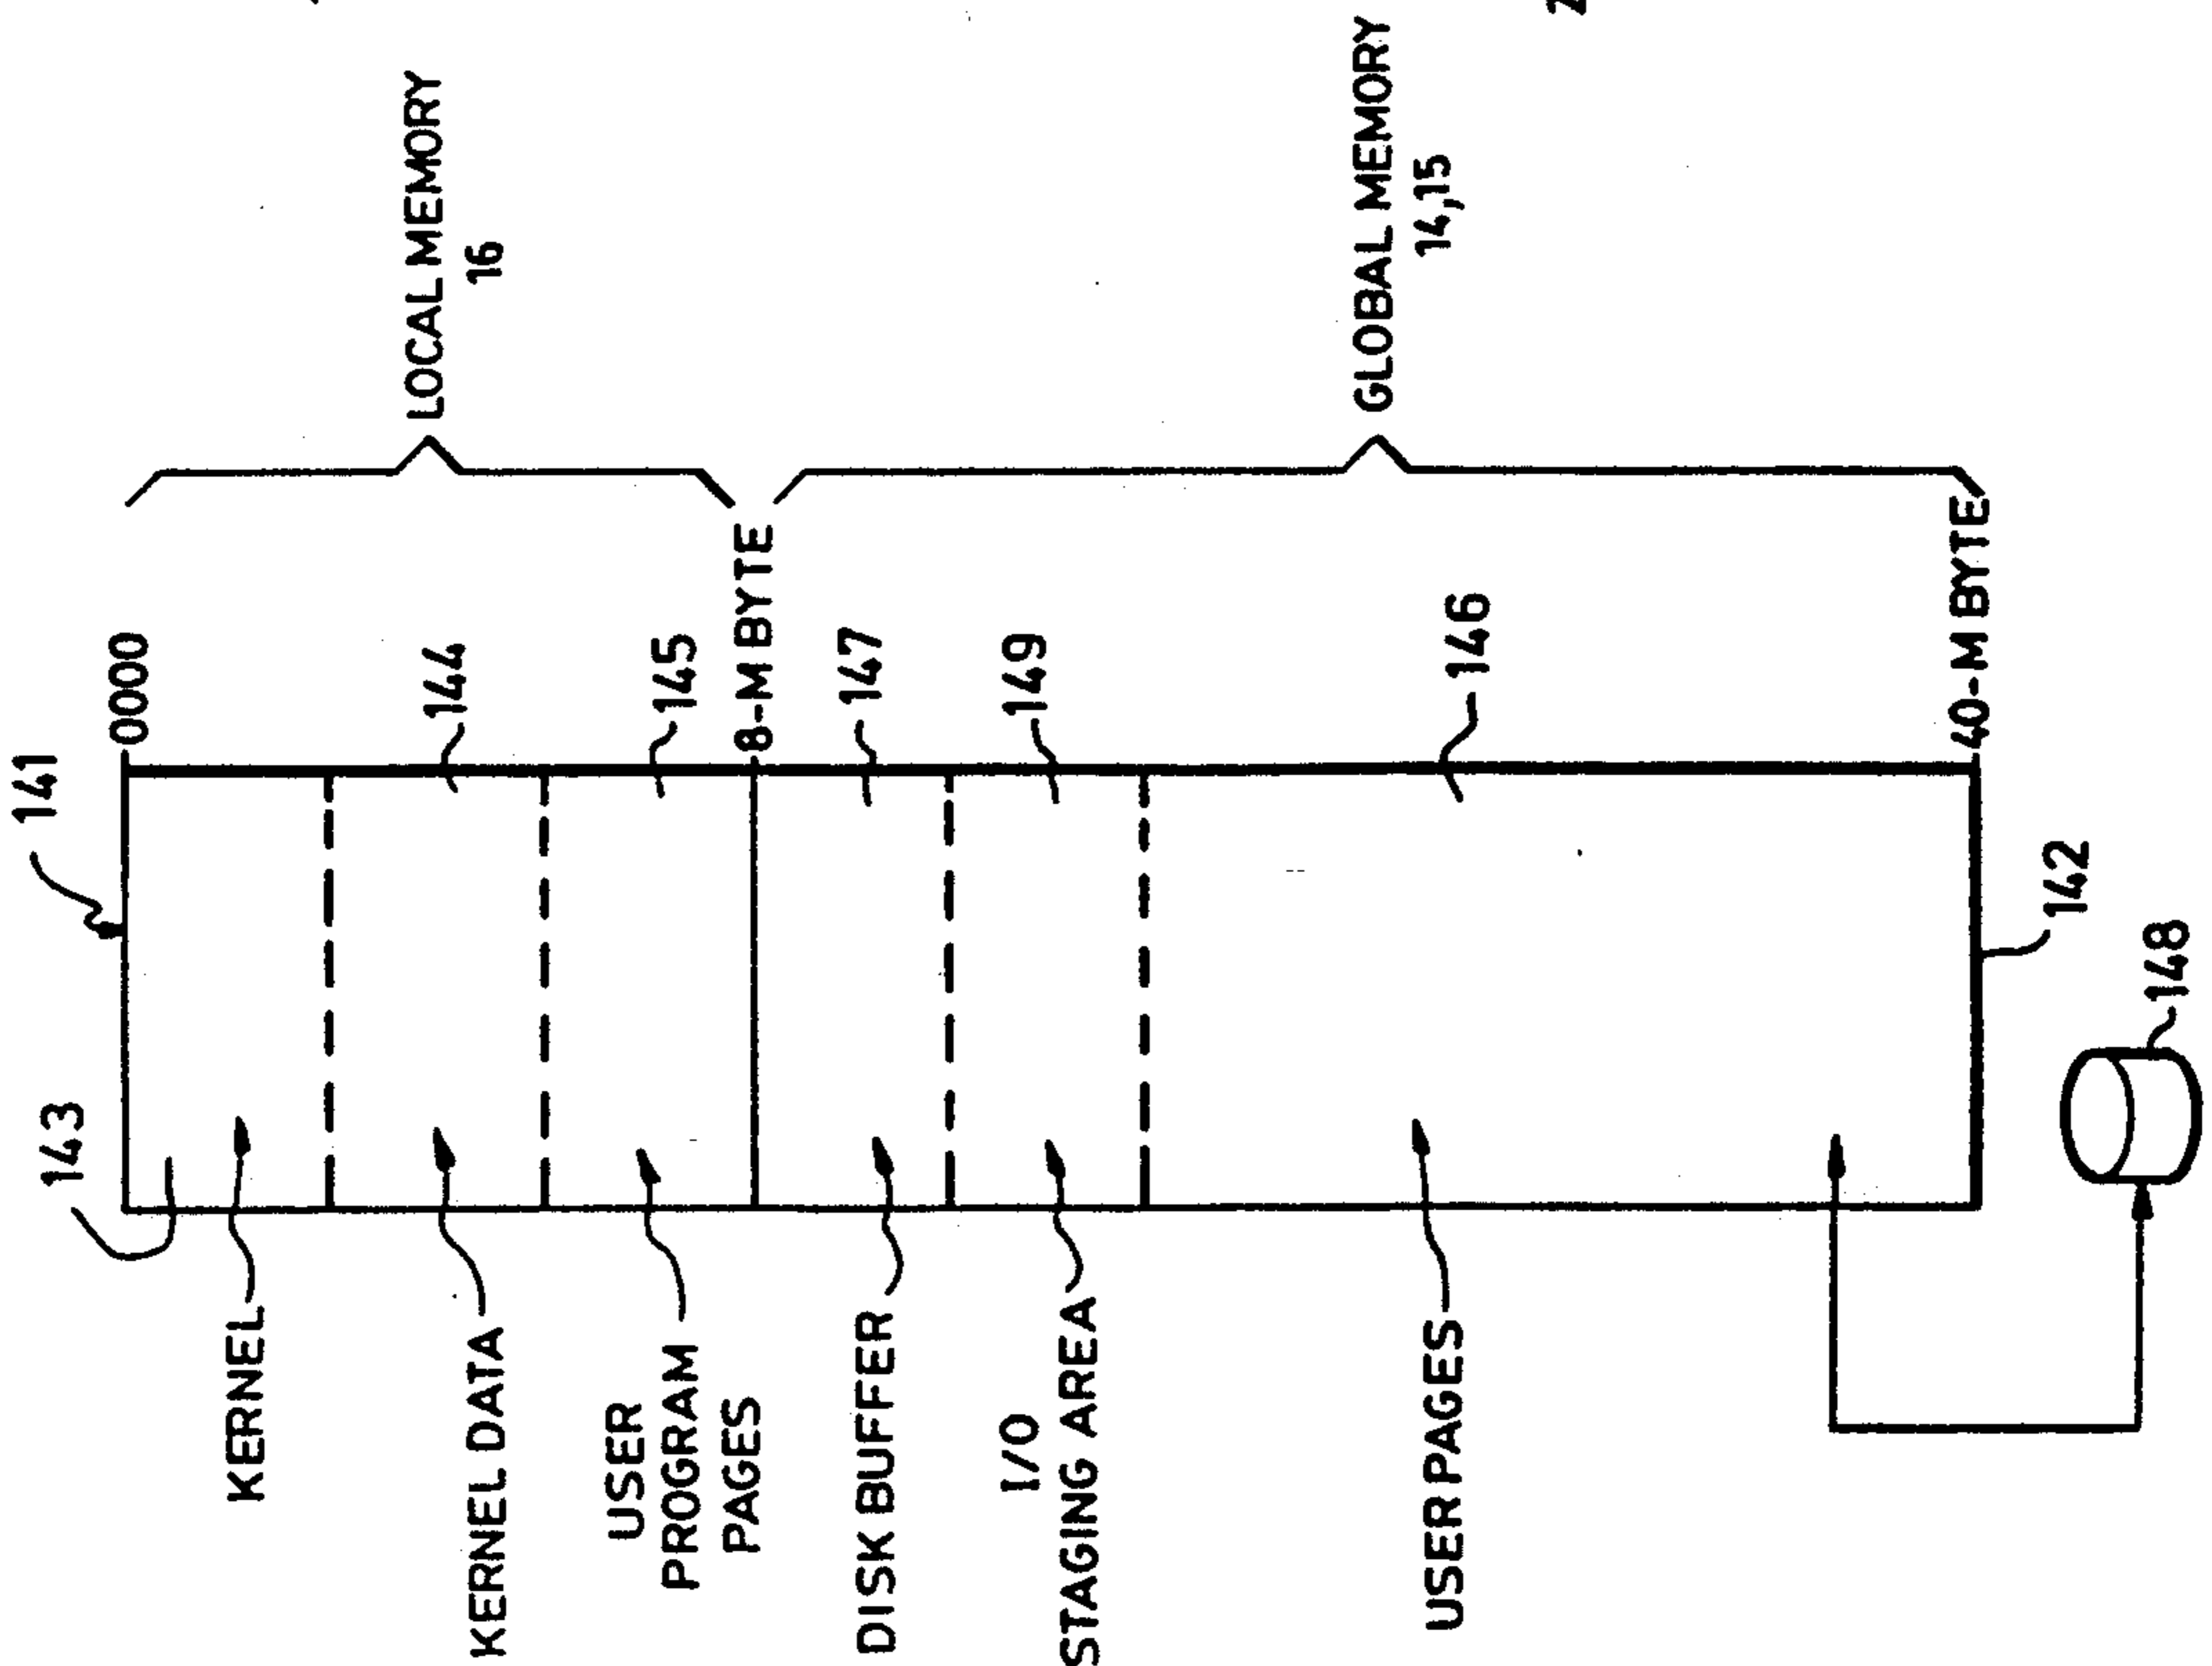 141
143
0000
KERNEL
LOCAL MEMORY
16
144
KERNEL DATA
USER
PROGRAM
PAGES
145
8-M BYTE
DISK BUFFER
147
I/O
STAGING AREA
149
GLOBAL MEMORY
14,15
USER PAGES
146
40-M BYTE
142
148